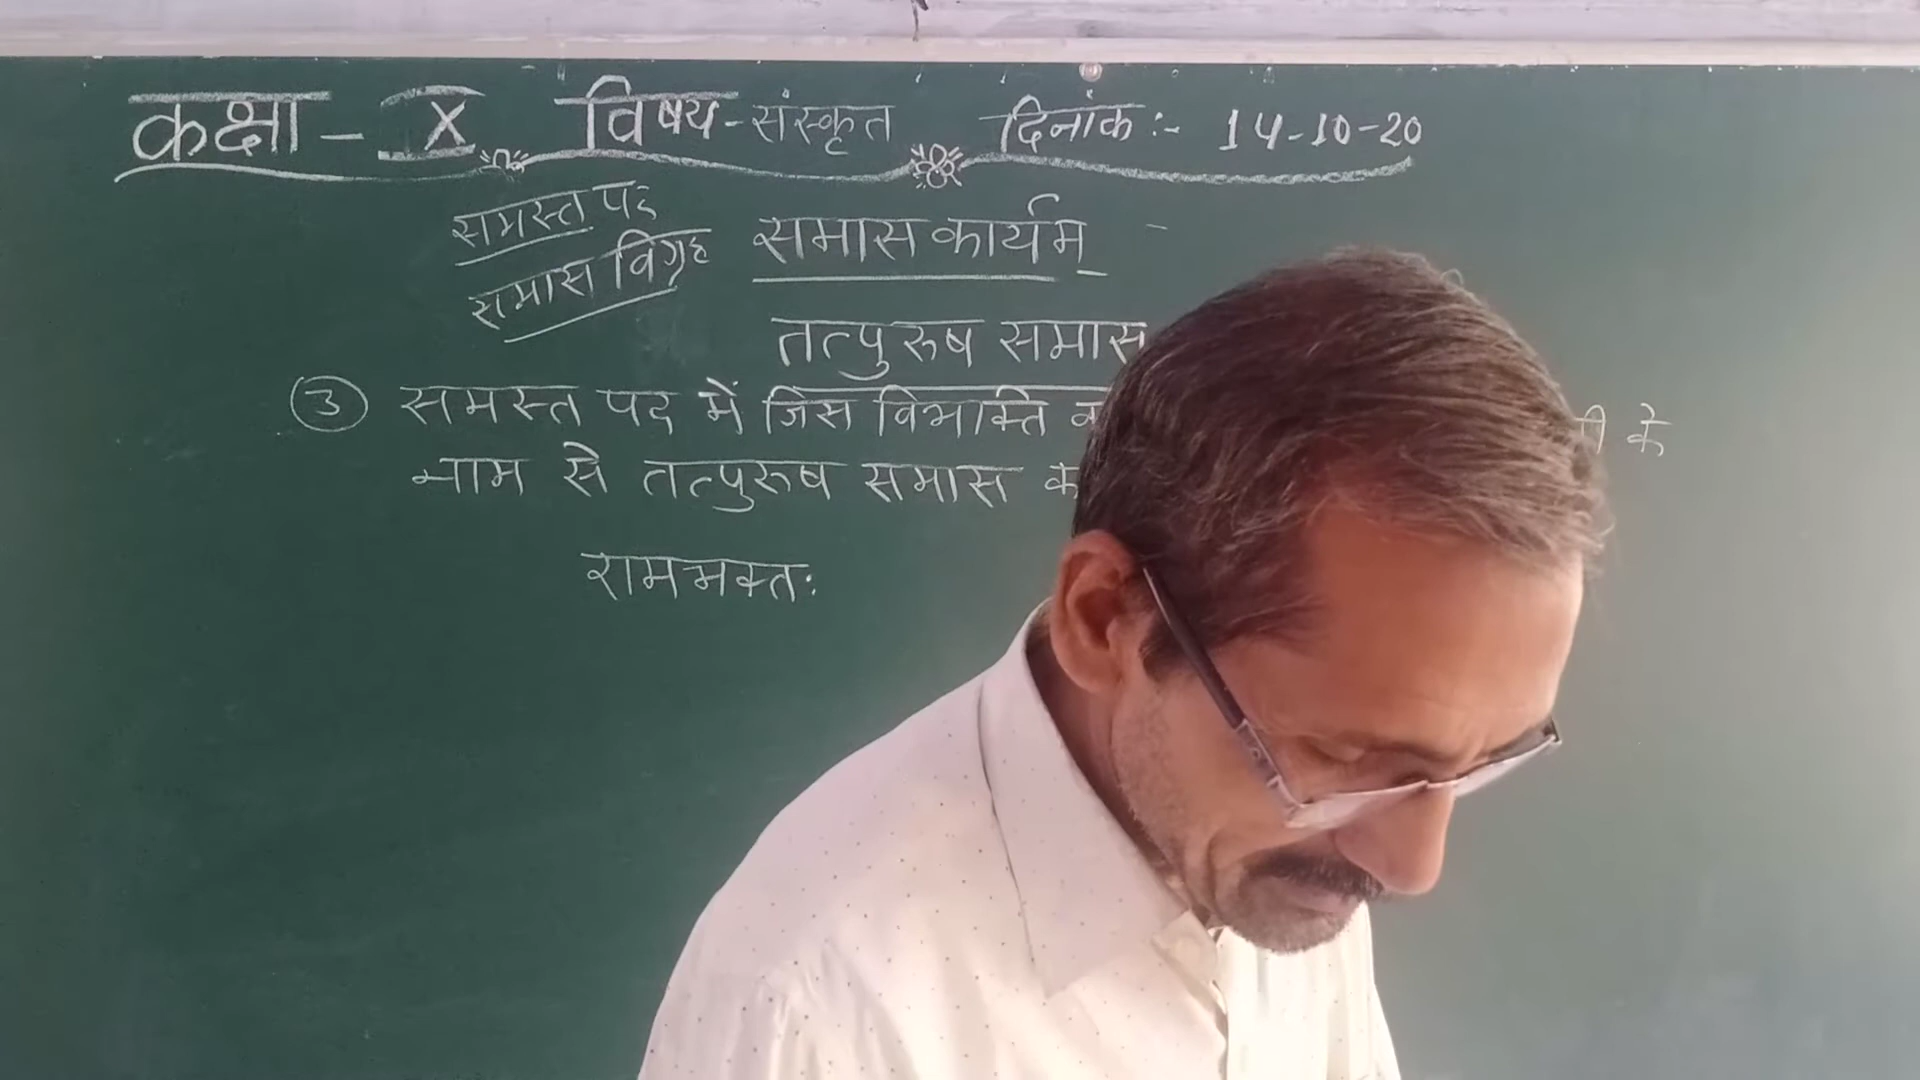 कक्षा - X विषय - संस्कृत दिनांक :- 14-10-20
समस्त पद
समास विग्रह
समास कार्यम्
तत्पुरुष समास
③ समस्त पद में जिस विभक्ति के
नाम से तत्पुरुष समास
रामभक्तः